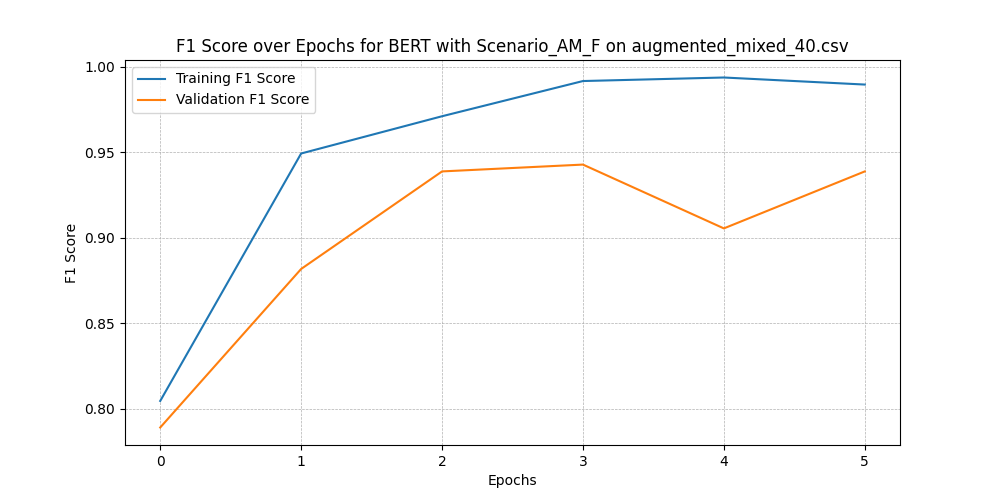 F1 Score over Epochs for BERT with Scenario_AM_F on augmented_mixed_40.csv
Training F1 Score
Validation F1 Score
1.00
0.95
0.90
0.85
0.80
F1 Score
0 1 2 3 4 5
Epochs